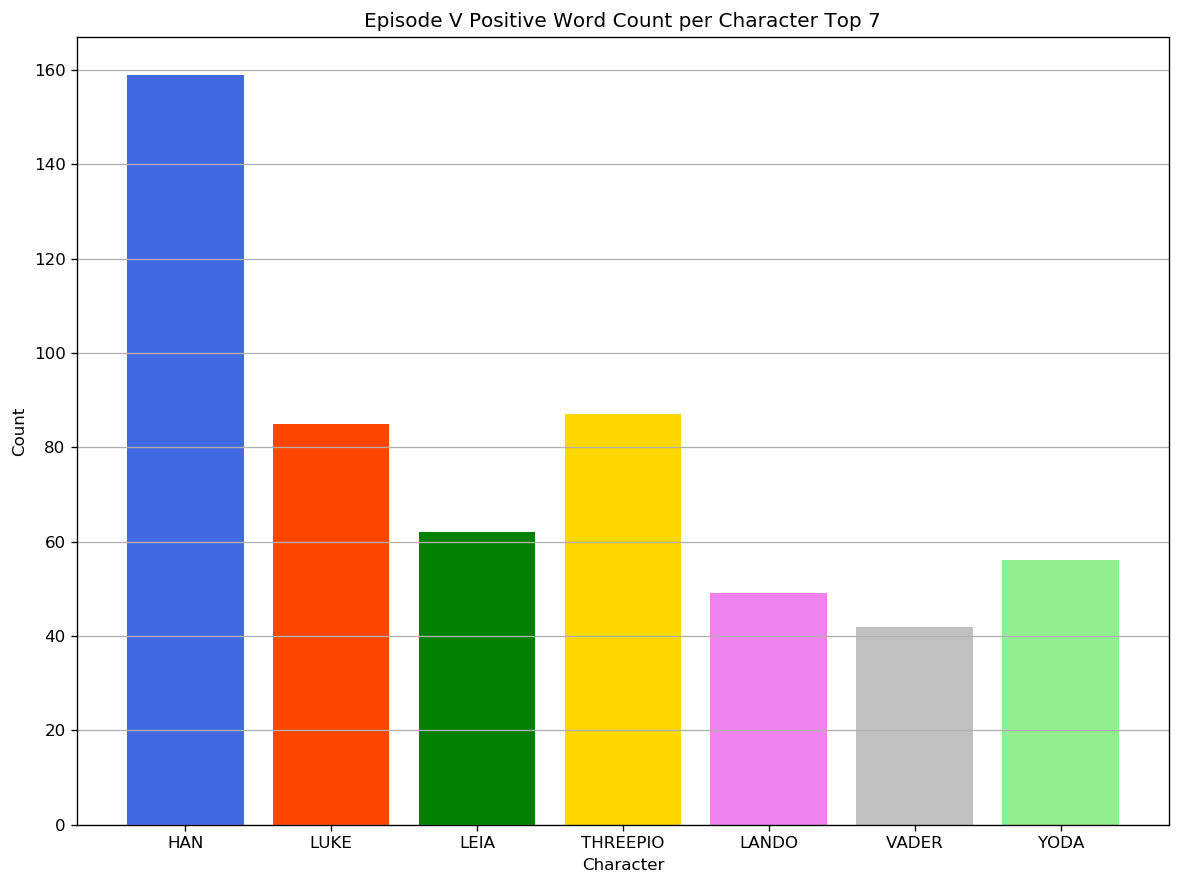 Episode V Positive Word Count per Character Top 7
160
140
120
100
80
60
40
20
0
Count
HAN LUKE LEIA THREEPIO LANDO VADER YODA
Character